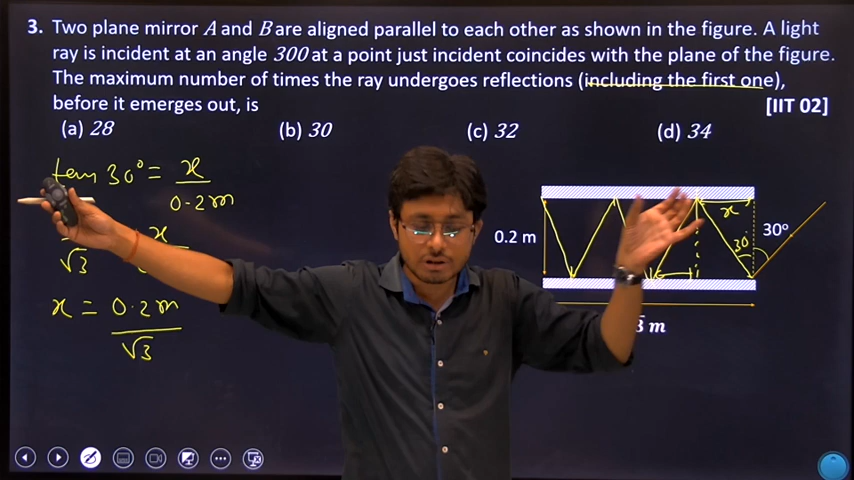 3. Two plane mirror A and B are aligned parallel to each other as shown in the figure. A light
ray is incident at an angle 300 at a point just incident coincides with the plane of the figure.
The maximum number of times the ray undergoes reflections (including the first one),
before it emerges out, is
[IIT 02]
(a) 28 (b) 30 (c) 32 (d) 34
tan 30° = x / 0.2m
√3 x
x = 0.2m / √3
0.2 m
x
30°
30
m